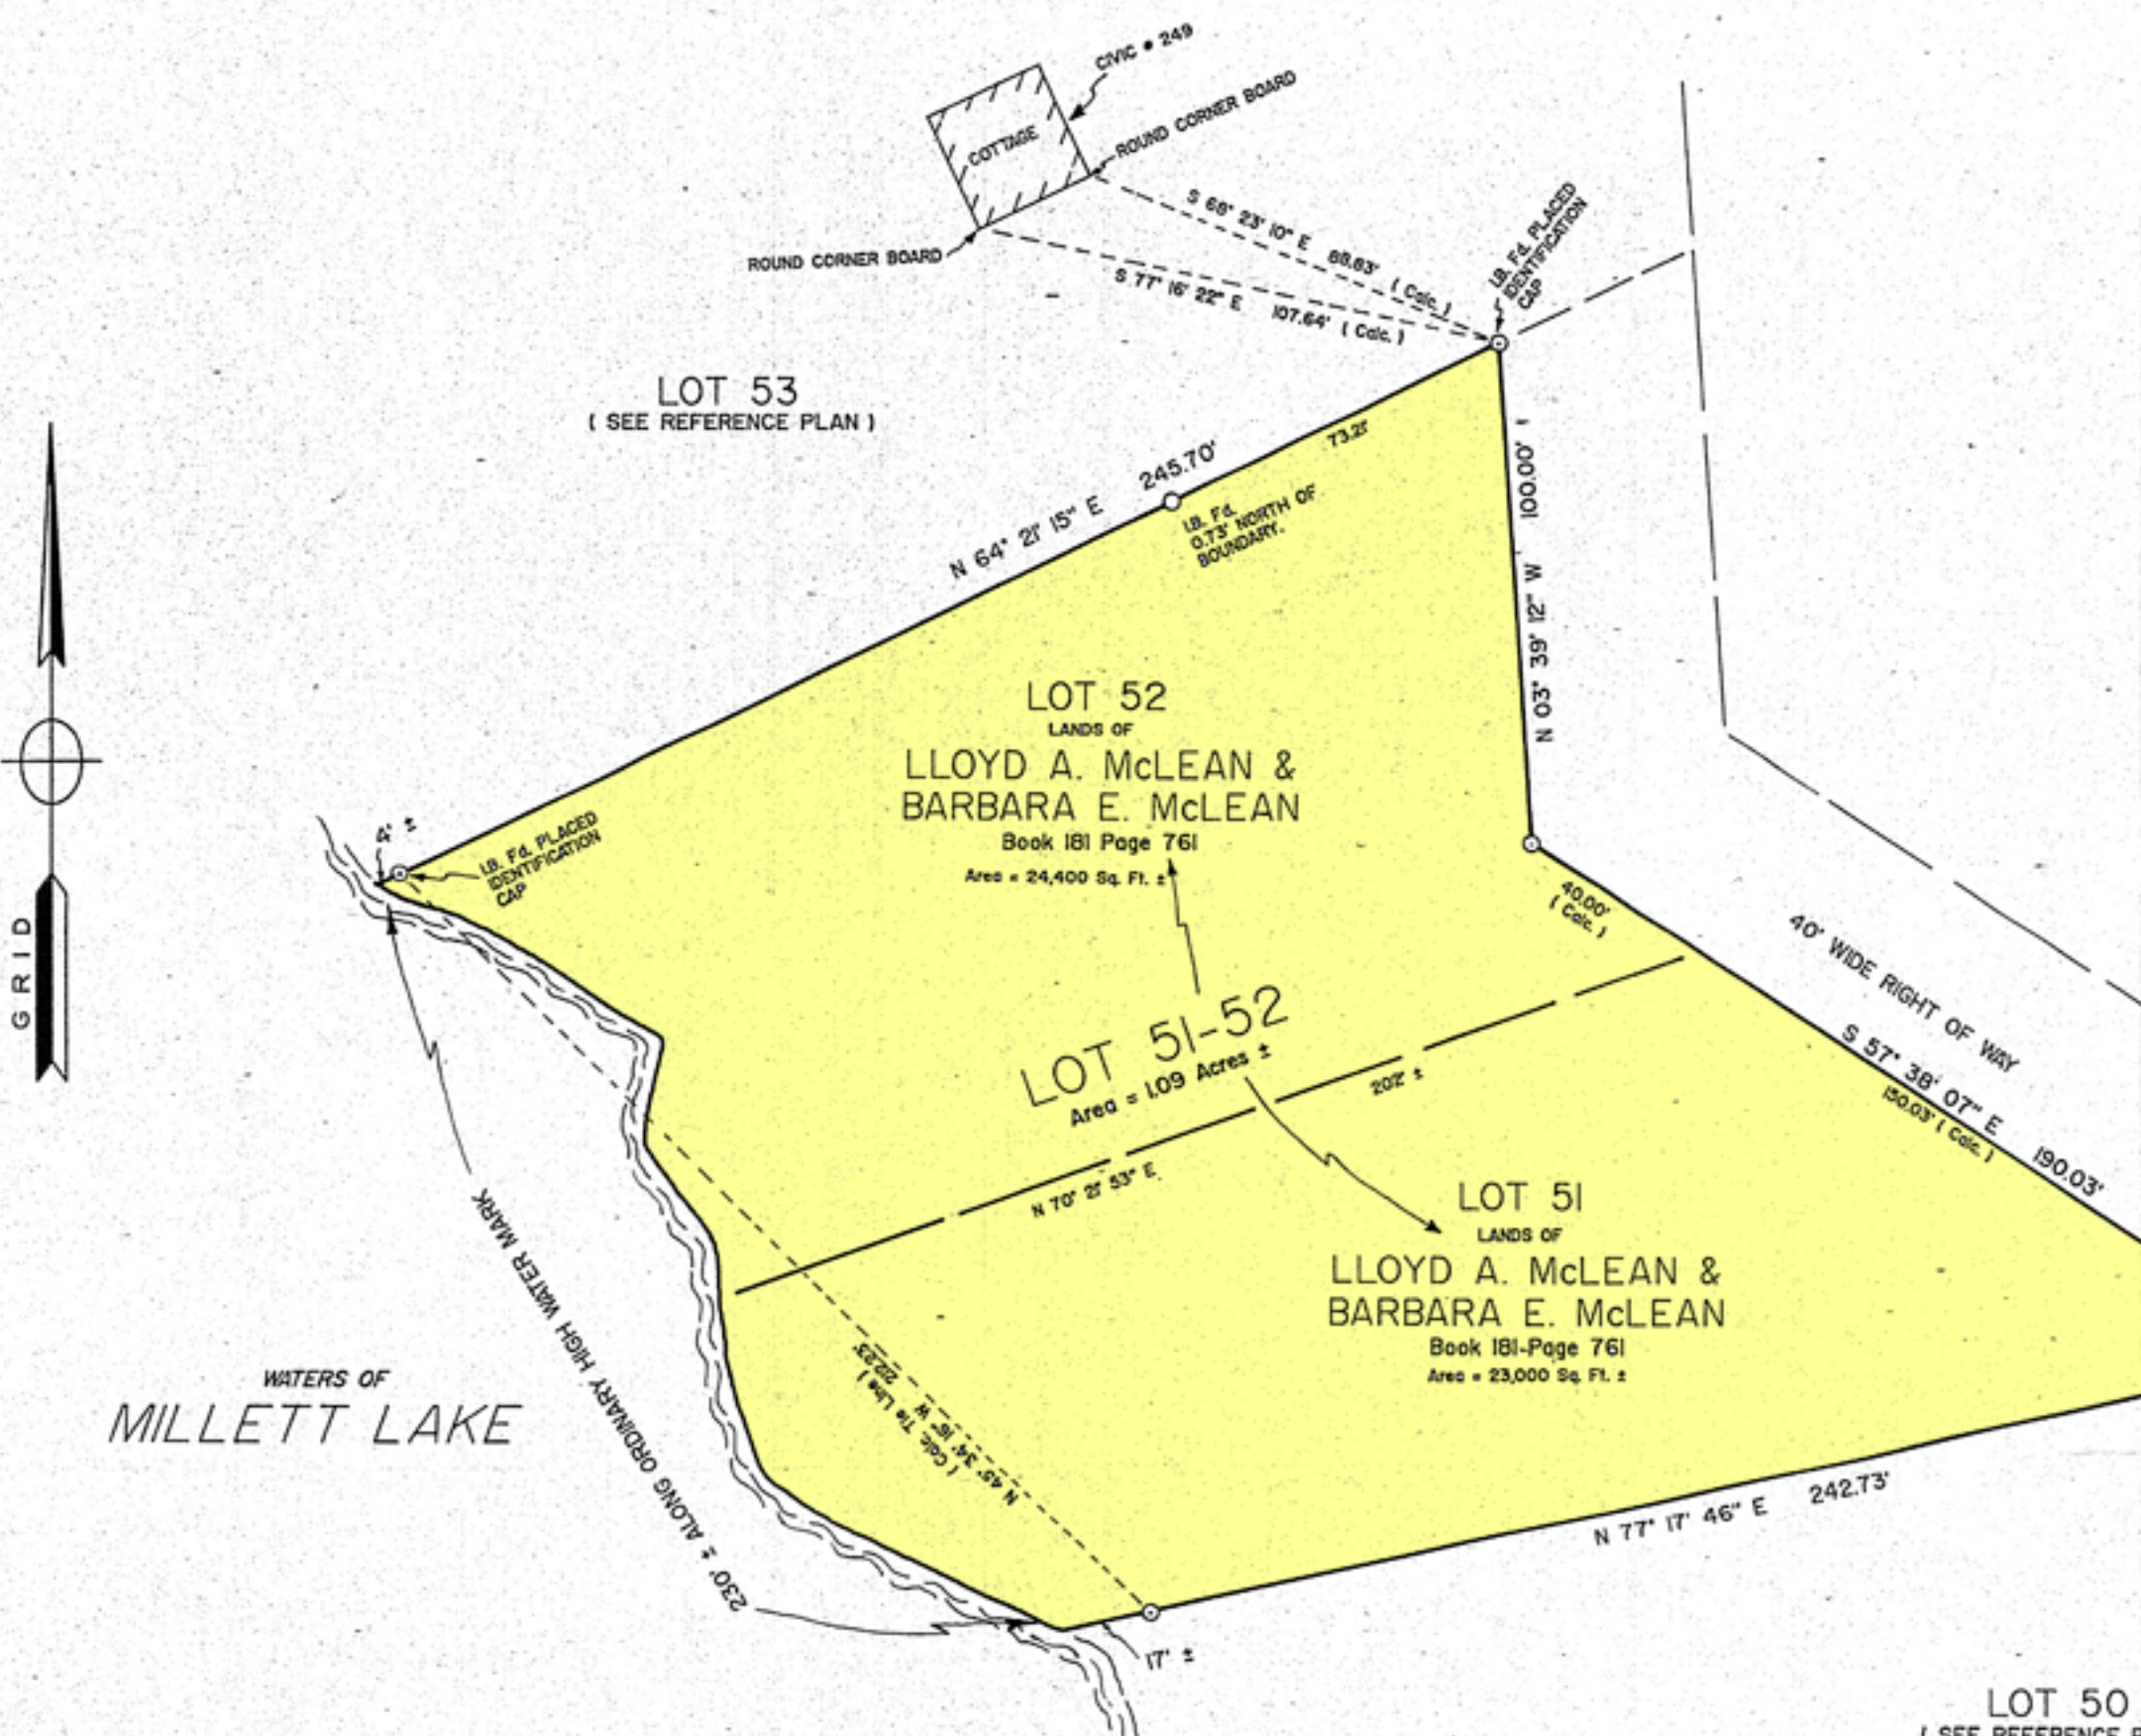 CIVIC # 249
COTTAGE
ROUND CORNER BOARD
ROUND CORNER BOARD
S 68° 23' 10" E ( Calc. )
S 77° 16' 22" E 107.64' ( Calc. )
I.B. Fd. PLACED
IDENTIFICATION
CAP
LOT 53
( SEE REFERENCE PLAN )
N 64° 21' 15" E 245.70'
73.21'
I.B. Fd.
0.73' NORTH OF
BOUNDARY.
N 03° 39' 12" W 100.00'
LOT 52
LANDS OF
LLOYD A. McLEAN &
BARBARA E. McLEAN
Book 181 Page 761
Area = 24,400 Sq. Ft. ±
4' ±
I.B. Fd. PLACED
IDENTIFICATION
CAP
GRID
40.00'
( Calc. )
40' WIDE RIGHT OF WAY
S 57° 38' 07" E 190.03'
150.03' ( Calc. )
LOT 51-52
Area = 1.09 Acres ±
202' ±
N 70° 21' 53" E
LOT 51
LANDS OF
LLOYD A. McLEAN &
BARBARA E. McLEAN
Book 181-Page 761
Area = 23,000 Sq. Ft. ±
230' ± ALONG ORDINARY HIGH WATER MARK
WATERS OF
MILLETT LAKE
N 45° 34' 16" W
( Calc. Tie Line )
N 77° 17' 46" E 242.73'
17' ±
LOT 50
( SEE REFERENCE